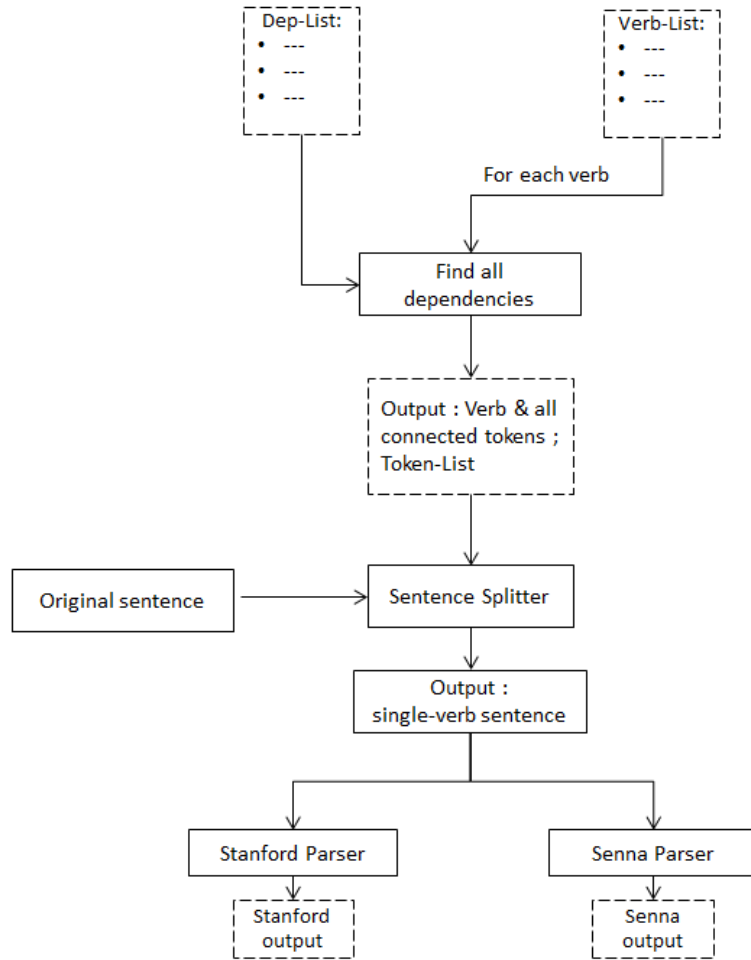 Dep-List:
• ---
• ---
• ---
Verb-List:
• ---
• ---
• ---
For each verb
Find all
dependencies
Output : Verb & all
connected tokens ;
Token-List
Original sentence
Sentence Splitter
Output :
single-verb sentence
Stanford Parser
Senna Parser
Stanford
output
Senna
output